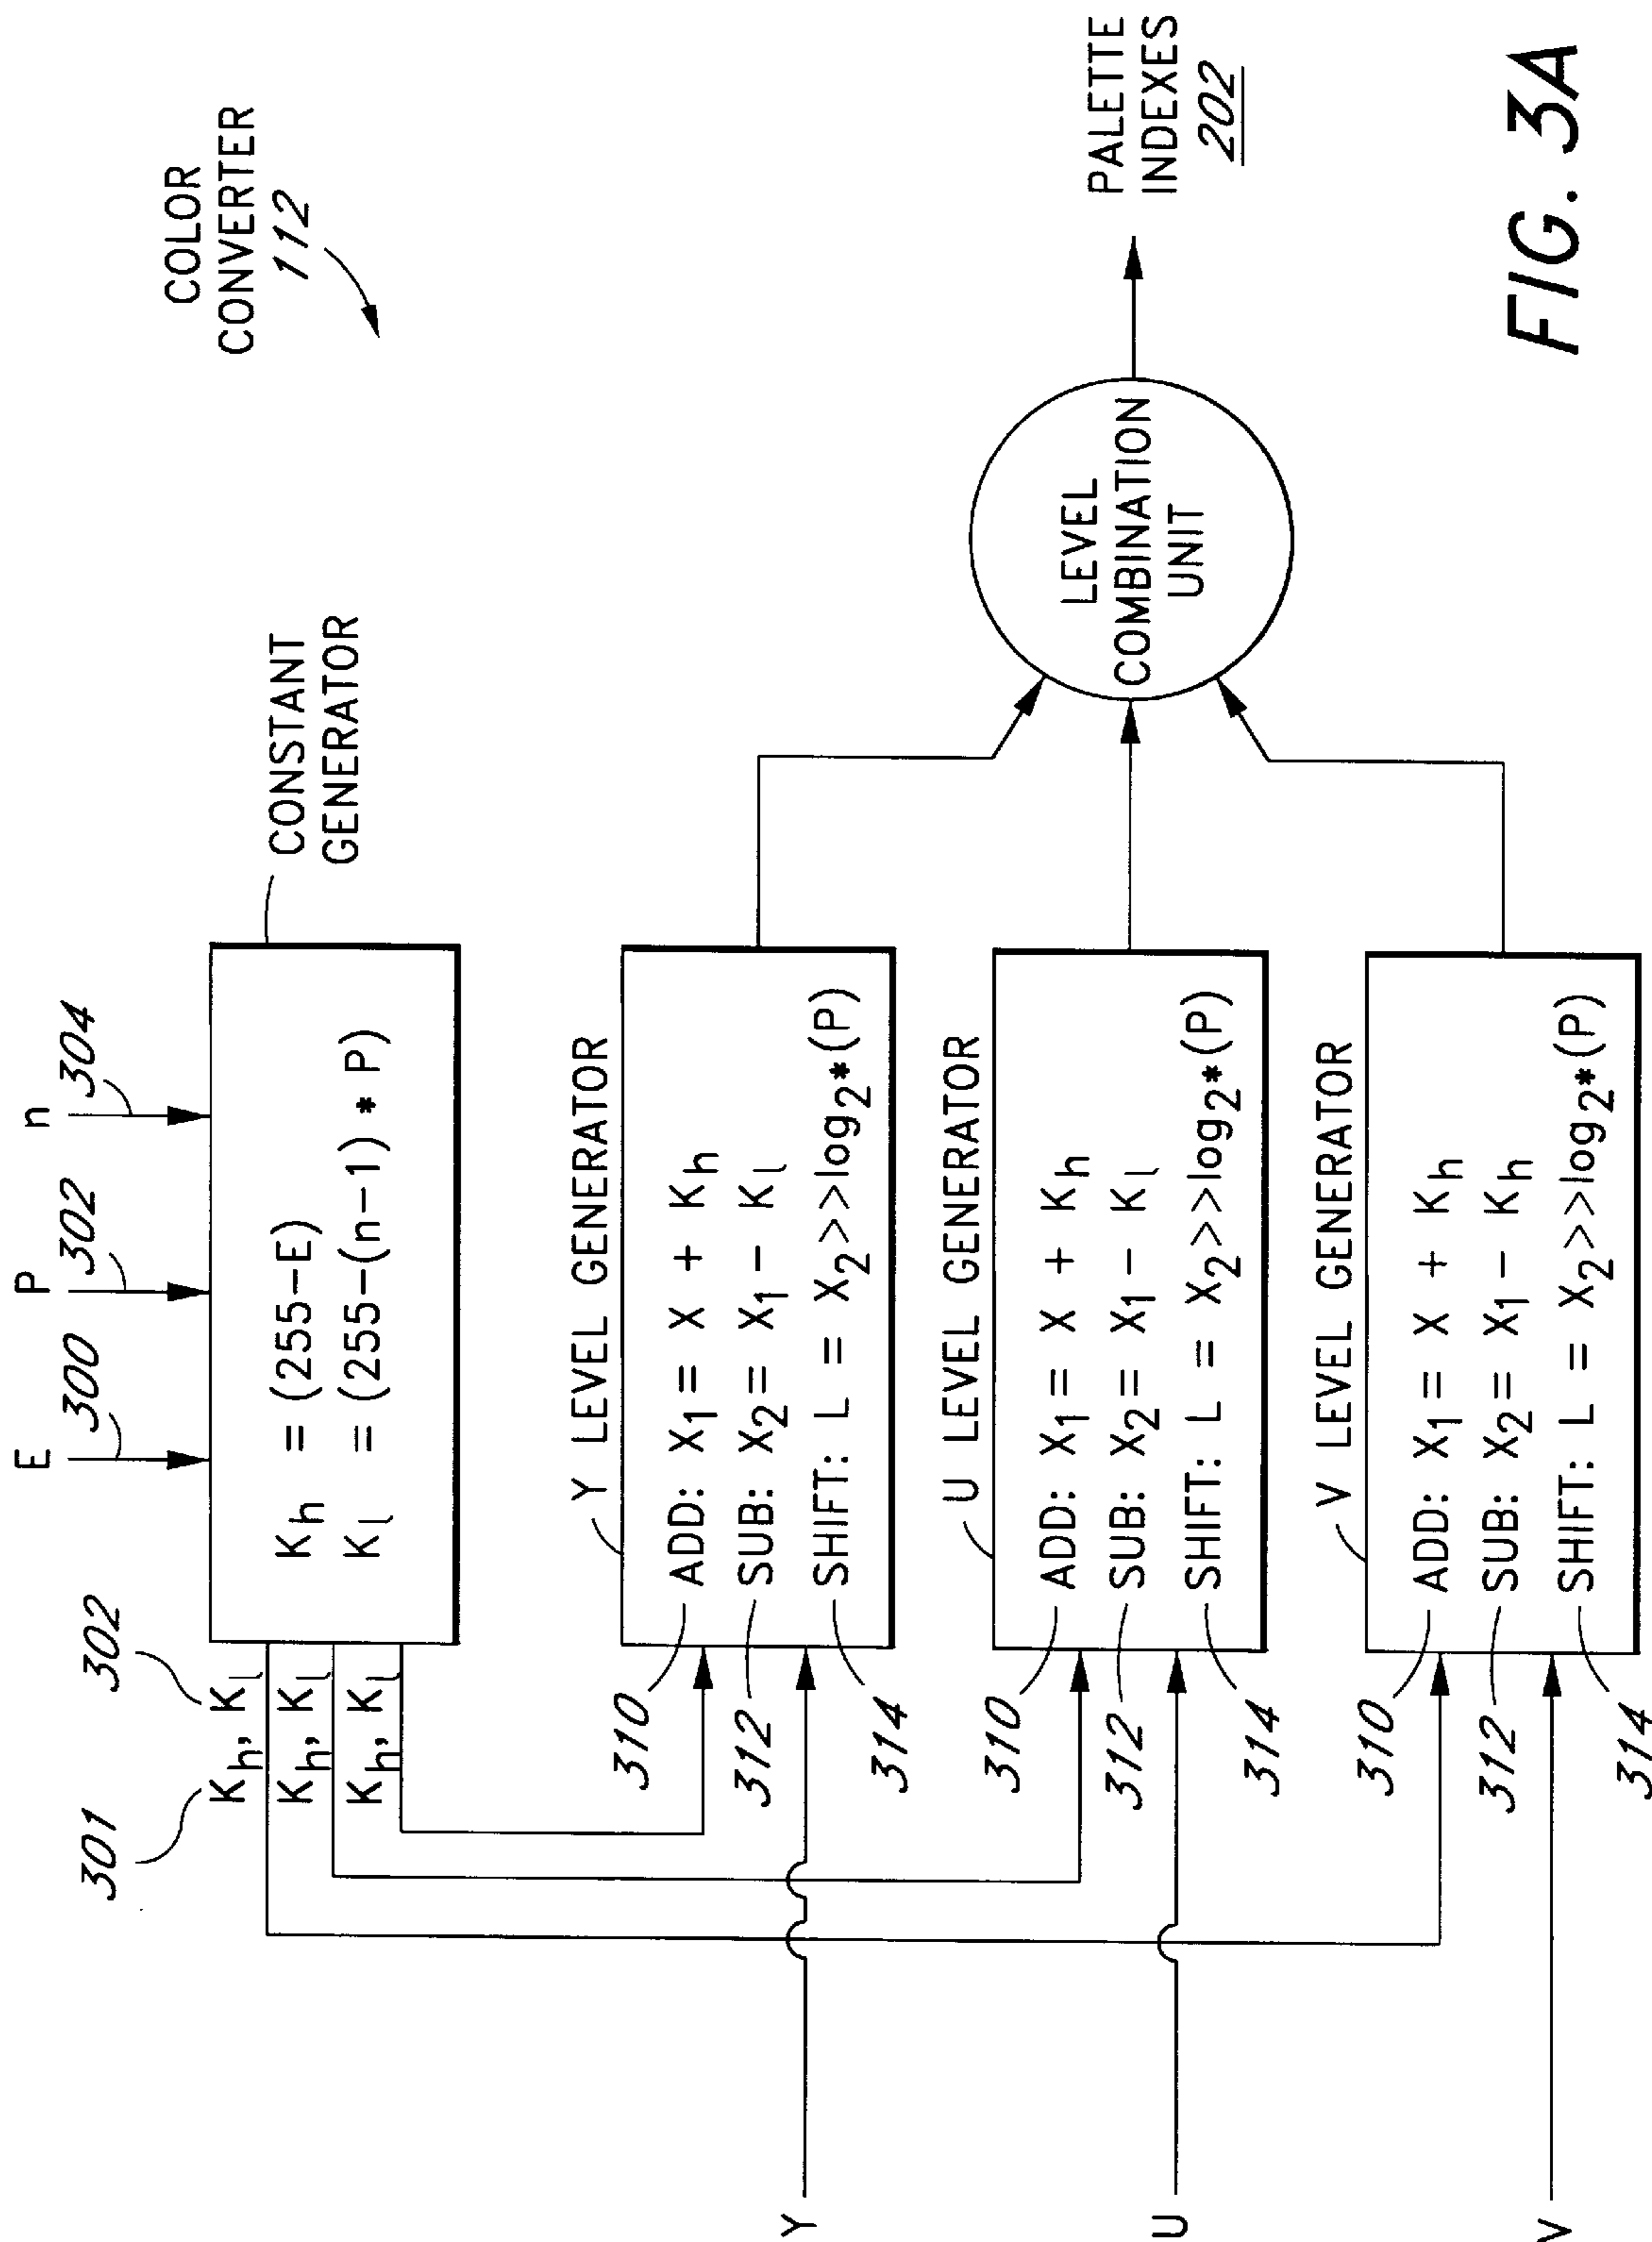 COLOR
CONVERTER
112
E
P
n
300
302
304
K_h = (255-E)
K_l = (255-(n-1) * P)
CONSTANT
GENERATOR
301
302
K_h, K_l
K_h, K_l
K_h, K_l
Y LEVEL GENERATOR
ADD: X_1 = X + K_h
SUB: X_2 = X_1 - K_l
SHIFT: L = X_2>>log_2*(P)
310
312
314
Y
U LEVEL GENERATOR
ADD: X_1 = X + K_h
SUB: X_2 = X_1 - K_l
SHIFT: L = X_2>>log_2*(P)
310
312
314
U
V LEVEL GENERATOR
ADD: X_1 = X + K_h
SUB: X_2 = X_1 - K_h
SHIFT: L = X_2>>log_2*(P)
310
312
314
V
LEVEL
COMBINATION
UNIT
PALETTE
INDEXES
202
FIG. 3A